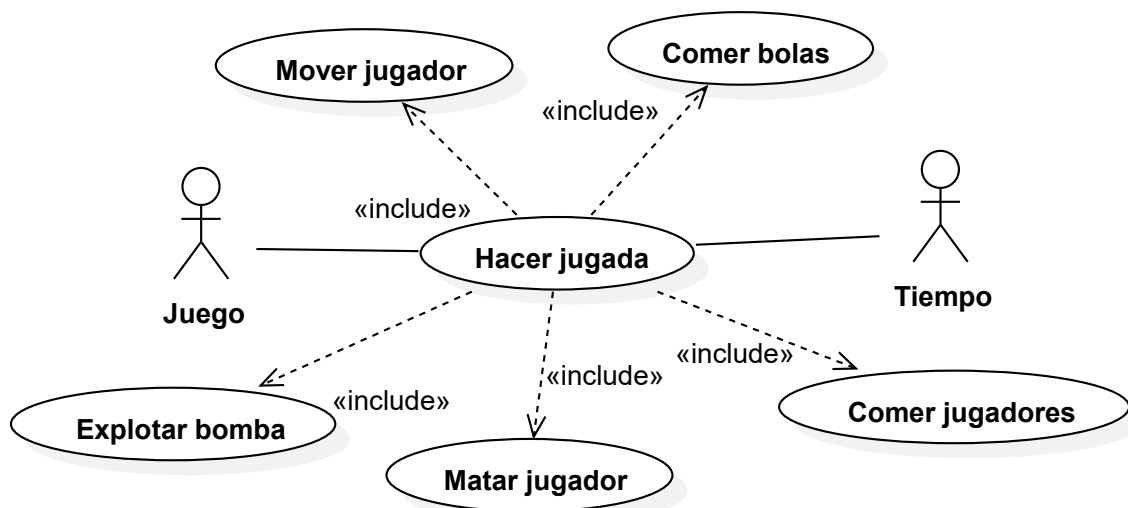 Mover jugador
Comer bolas
«include»
«include»
Hacer jugada
Juego
Tiempo
«include»
«include»
«include»
Explotar bomba
Matar jugador
Comer jugadores